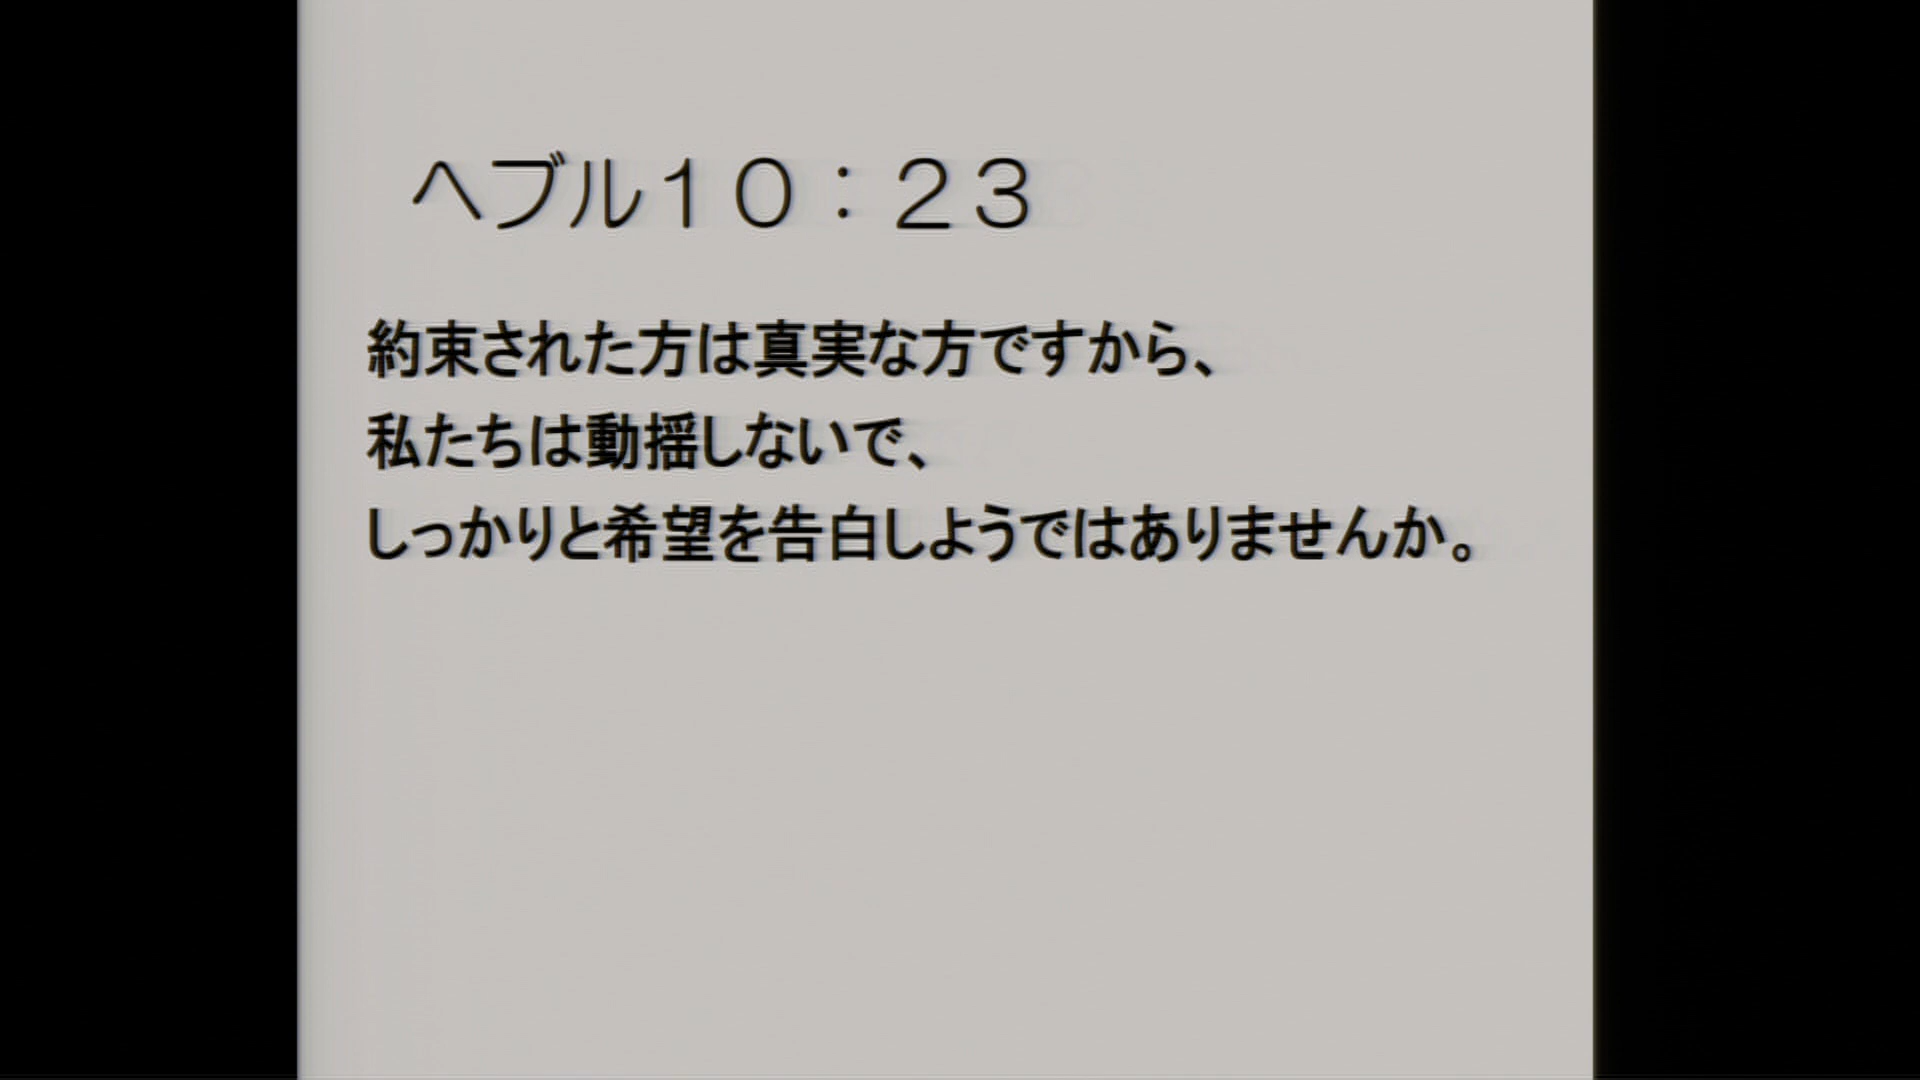 ヘブル１０：２３
約束された方は真実な方ですから、
私たちは動揺しないで、
しっかりと希望を告白しようではありませんか。